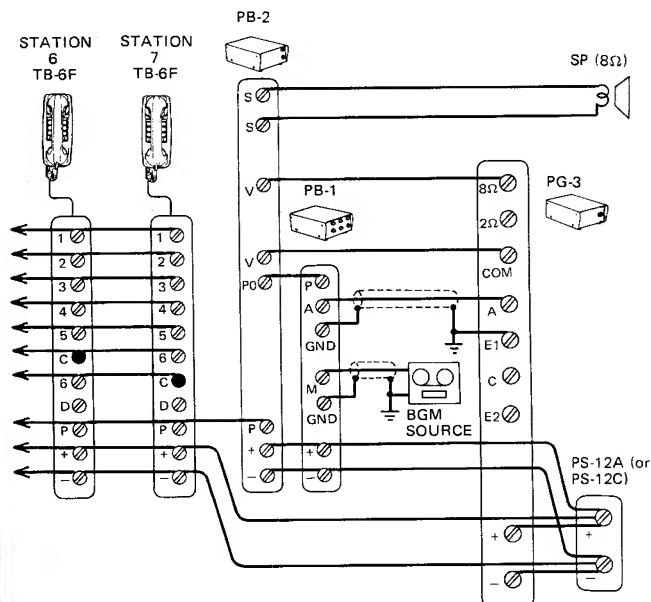 PB-2
STATION
6
TB-6F
STATION
7
TB-6F
SP (8Ω)
S
S
V
V
P0
P
+
−
PB-1
P
A
GND
M
GND
+
−
BGM
SOURCE
8Ω
2Ω
COM
A
E1
C
E2
+
−
PG-3
PS-12A (or
PS-12C)
+
−
1
2
3
4
5
C
6
D
P
+
−
1
2
3
4
5
6
C
D
P
+
−